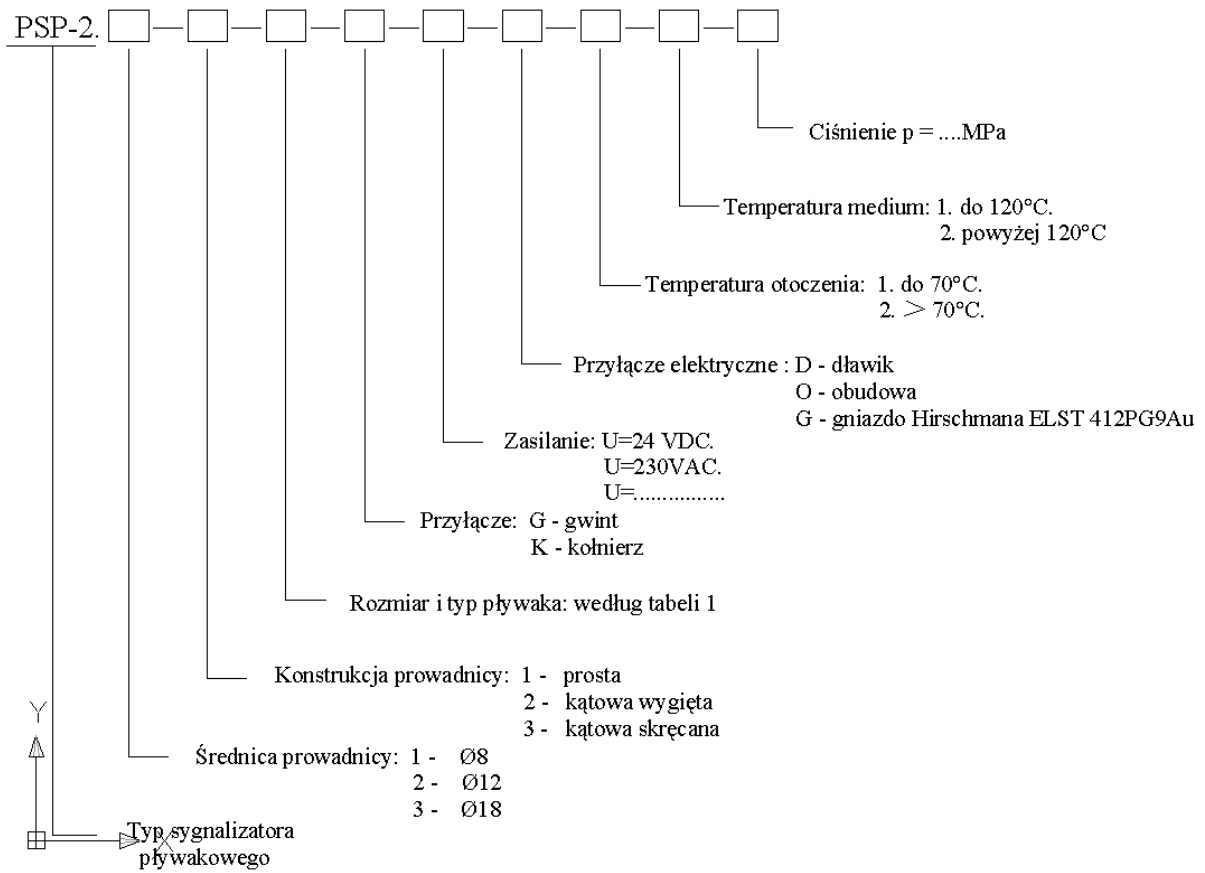 PSP-2.
Ciśnienie p = ....MPa
Temperatura medium: 1. do 120°C.
2. powyżej 120°C
Temperatura otoczenia: 1. do 70°C.
2. > 70°C.
Przyłącze elektryczne : D - dławik
O - obudowa
G - gniazdo Hirschmana ELST 412PG9Au
Zasilanie: U=24 VDC.
U=230VAC.
U=................
Przyłącze: G - gwint
K - kołnierz
Rozmiar i typ pływaka: według tabeli 1
Konstrukcja prowadnicy: 1 - prosta
2 - kątowa wygięta
3 - kątowa skręcana
Y
Średnica prowadnicy: 1 - Ø8
2 - Ø12
3 - Ø18
Typ sygnalizatora
X
pływakowego